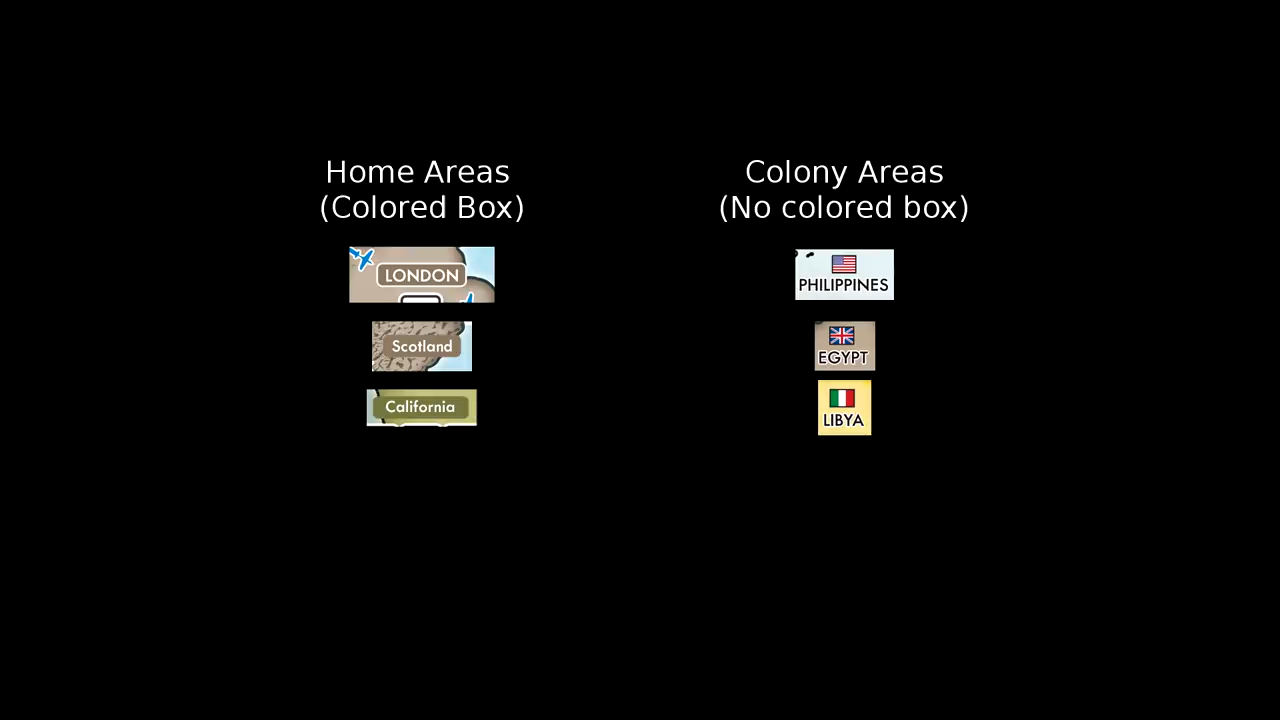 Home Areas
(Colored Box)
LONDON
Scotland
California
Colony Areas
(No colored box)
PHILIPPINES
EGYPT
LIBYA